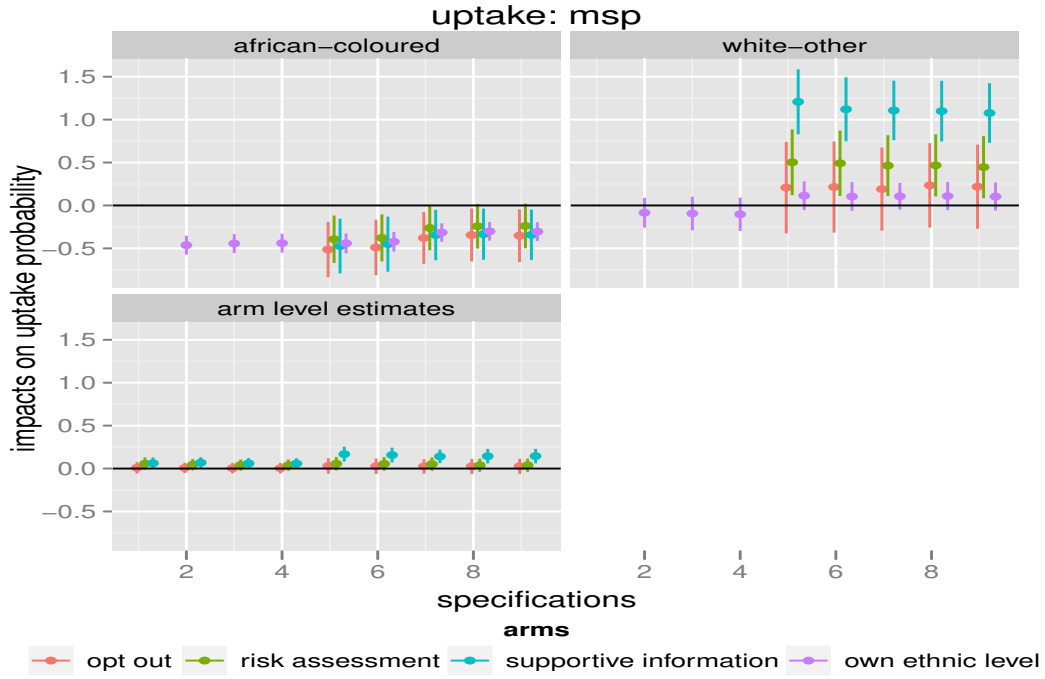 uptake: msp
african−coloured
white−other
1.5
1.0
0.5
0.0
−0.5
arm level estimates
1.5
1.0
0.5
0.0
−0.5
impacts on uptake probability
2 4 6 8
2 4 6 8
specifications
arms
opt out risk assessment supportive information own ethnic level